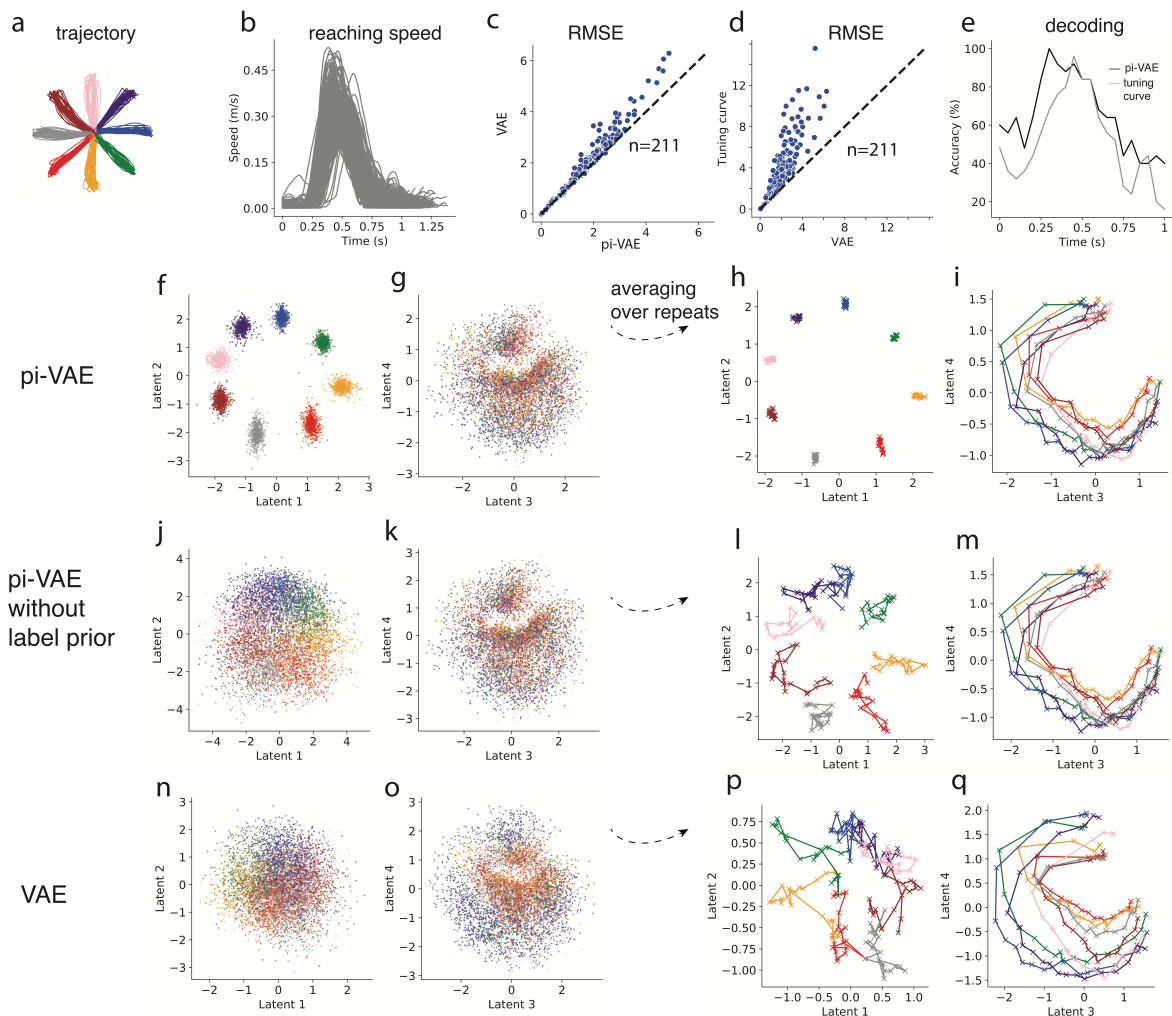 a
trajectory
b
reaching speed
0.45
0.30
0.15
0.00
Speed (m/s)
0 0.25 0.5 0.75 1 1.25
Time (s)
c
RMSE
6
4
2
0
VAE
n=211
0 2 4 6
pi-VAE
d
RMSE
12
8
4
0
Tuning curve
n=211
0 4 8 12
VAE
e
decoding
100
80
60
40
20
Accuracy (%)
pi-VAE
tuning
curve
0 0.25 0.5 0.75 1
Time (s)
pi-VAE
f
2
1
0
−1
−2
−3
Latent 2
−2 −1 0 1 2 3
Latent 1
g
3
2
1
0
−1
−2
−3
Latent 4
−2 0 2
Latent 3
averaging
over repeats
h
2
1
0
−1
−2
Latent 2
−2 −1 0 1 2
Latent 1
i
1.5
1.0
0.5
0.0
−0.5
−1.0
Latent 4
−2 −1 0 1
Latent 3
pi-VAE
without
label prior
j
4
2
0
−2
−4
Latent 2
−4 −2 0 2 4
Latent 1
k
3
2
1
0
−1
−2
−3
Latent 4
−2 0 2
Latent 3
l
2
1
0
−1
−2
Latent 2
−2 −1 0 1 2 3
Latent 1
m
1.5
1.0
0.5
0.0
−0.5
−1.0
Latent 4
−2 −1 0 1
Latent 3
VAE
n
3
2
1
0
−1
−2
−3
Latent 2
−2 0 2
Latent 1
o
3
2
1
0
−1
−2
−3
Latent 4
−2 0 2
Latent 3
p
0.75
0.50
0.25
0.00
−0.25
−0.50
−0.75
−1.00
Latent 2
−1.0 −0.5 0.0 0.5 1.0
Latent 1
q
2.0
1.5
1.0
0.5
0.0
−0.5
−1.0
−1.5
Latent 4
−2 −1 0 1
Latent 3